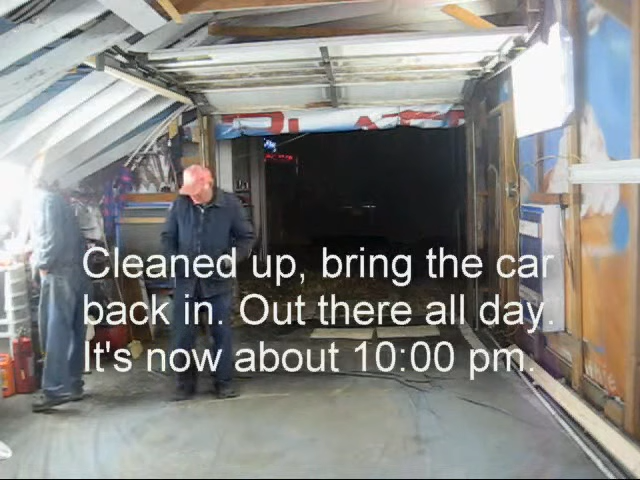 Cleaned up, bring the car
back in. Out there all day.
It's now about 10:00 pm.